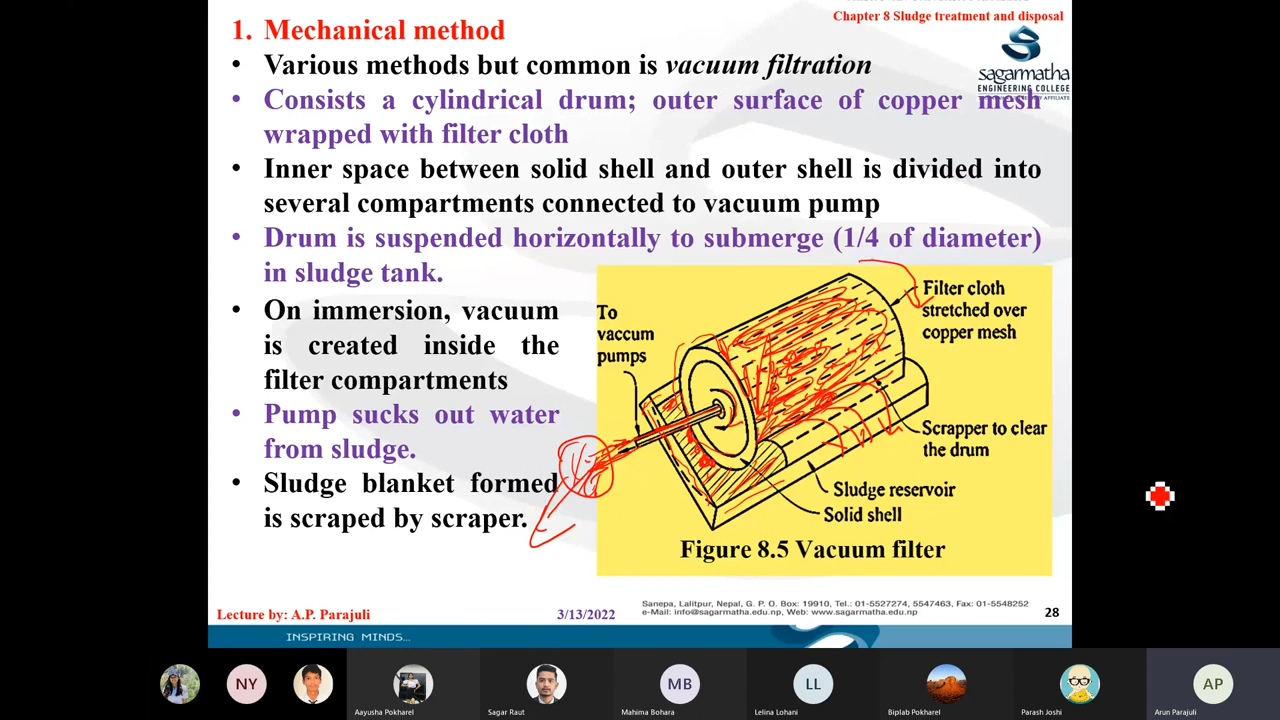 Chapter 8 Sludge treatment and disposal
1. Mechanical method
sagarmatha
ENGINEERING COLLEGE
• Various methods but common is vacuum filtration
• Consists a cylindrical drum; outer surface of copper mesh
wrapped with filter cloth
• Inner space between solid shell and outer shell is divided into
several compartments connected to vacuum pump
• Drum is suspended horizontally to submerge (1/4 of diameter)
in sludge tank.
• On immersion, vacuum
is created inside the
filter compartments
• Pump sucks out water
from sludge.
• Sludge blanket formed
is scraped by scraper.
To
vaccum
pumps
Filter cloth
stretched over
copper mesh
Scrapper to clear
the drum
Sludge reservoir
Solid shell
Figure 8.5 Vacuum filter
Lecture by: A.P. Parajuli
3/13/2022
Sanepa, Lalitpur, Nepal, G. P. O. Box: 19910, Tel.: 01-5527274, 5547463, Fax: 01-5548252
e-Mail: info@sagarmatha.edu.np, Web: www.sagarmatha.edu.np
28
INSPIRING MINDS...
NY
MB
LL
AP
Aayusha Pokharel
Sagar Raut
Mahima Bohara
Lelina Lohani
Biplab Pokharel
Parash Joshi
Arun Parajuli